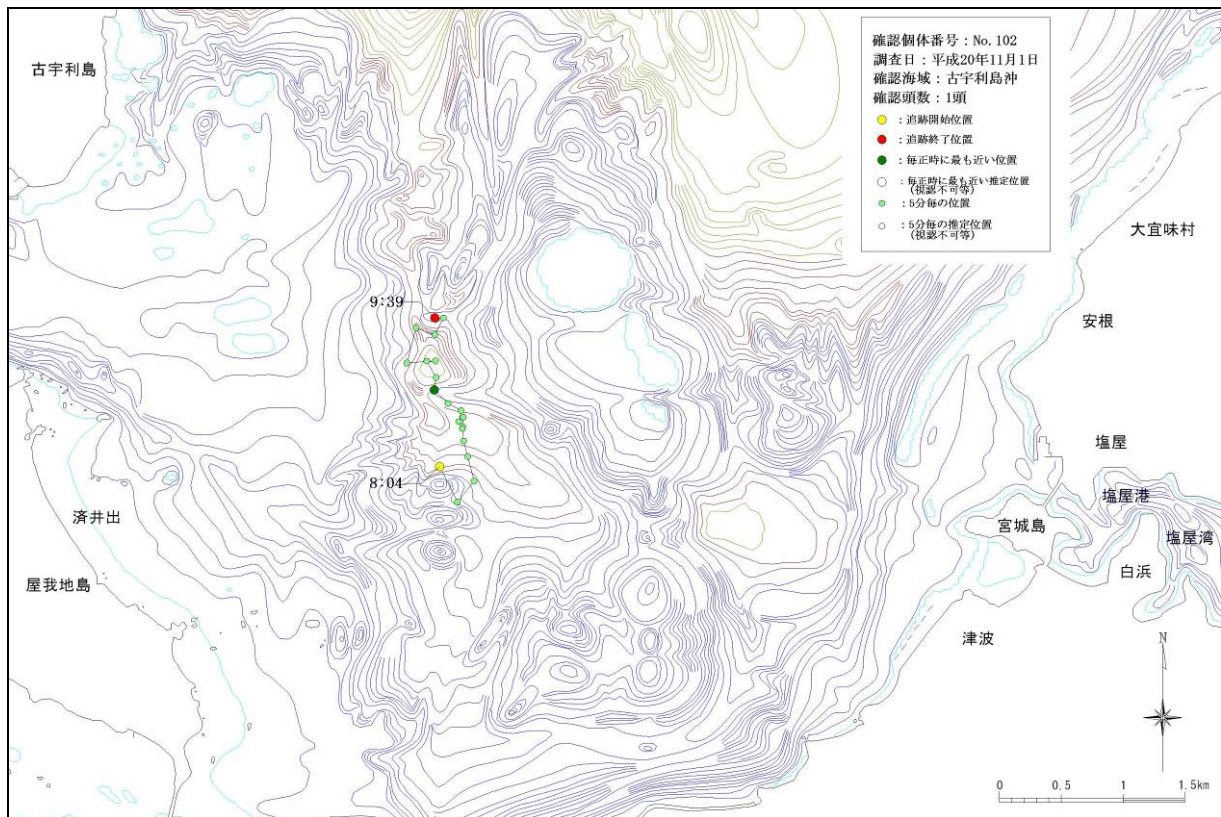 確認個体番号：No.102
調査日：平成20年11月1日
確認海域：古宇利島沖
確認頭数：1頭
：追跡開始位置
：追跡終了位置
：毎正時に最も近い位置
：毎正時に最も近い推定位置
(視認不可等)
：5分毎の位置
：5分毎の推定位置
(視認不可等)
古宇利島
大宜味村
9:39
安根
塩屋
8:04
塩屋港
済井出
宮城島
塩屋湾
白浜
屋我地島
津波
N
0 0.5 1 1.5km